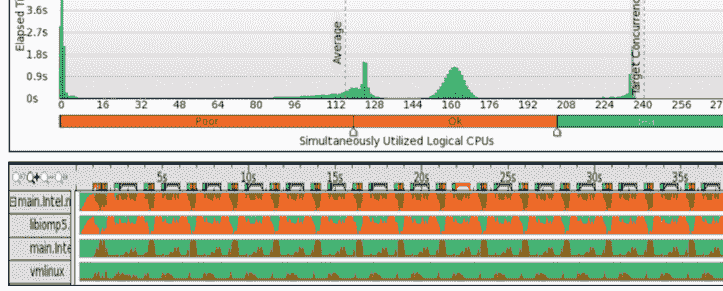 Elapsed Ti
3.6s
2.7s
1.8s
0.9s
0s
Average
Target Concurrenc
0 16 32 48 64 80 96 112 128 144 160 176 192 208 224 240 256 27
Poor Ok
Simultaneously Utilized Logical CPUs
5s 10s 15s 20s 25s 30s 35s
main.Intel.n
libiomp5.
main.Inte
vmlinux